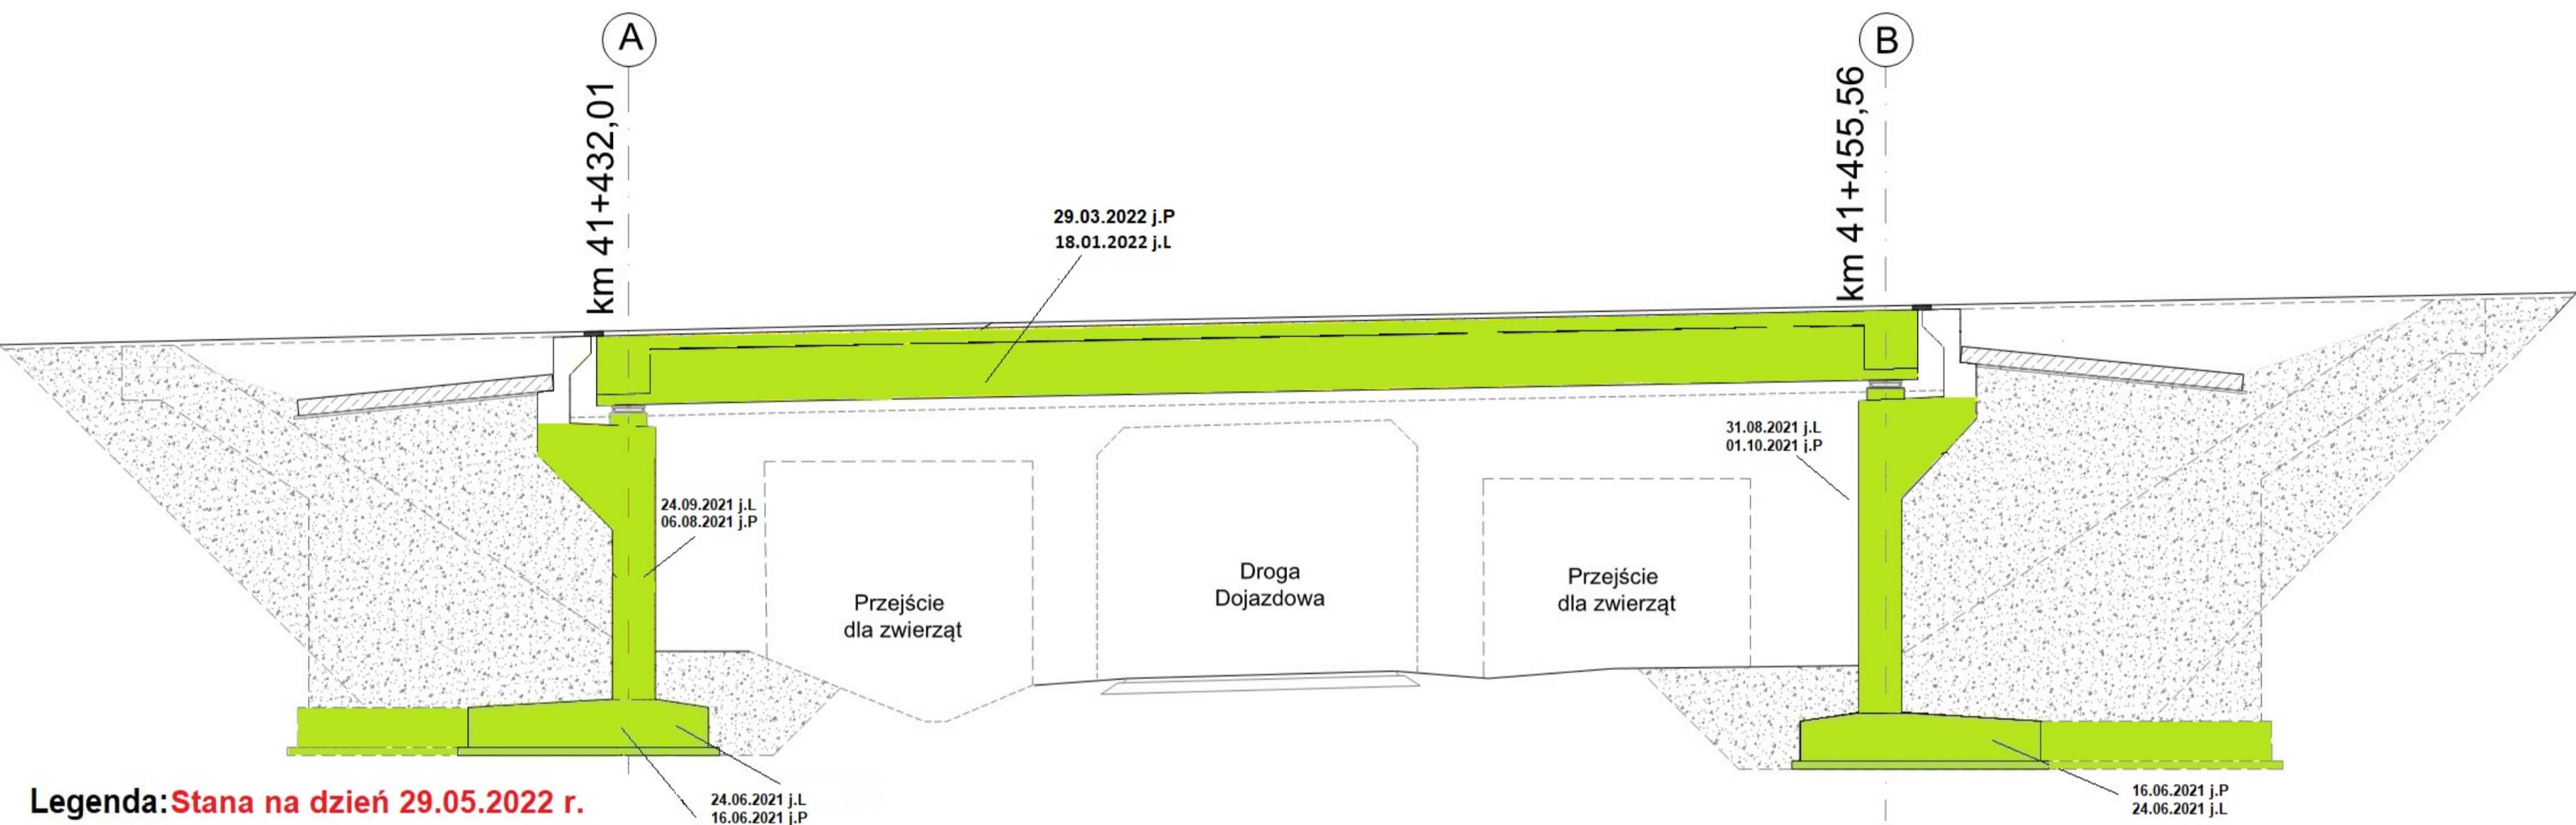 A
B
km 41+432,01
km 41+455,56
29.03.2022 j.P
18.01.2022 j.L
31.08.2021 j.L
01.10.2021 j.P
24.09.2021 j.L
06.08.2021 j.P
Przejście
dla zwierząt
Droga
Dojazdowa
Przejście
dla zwierząt
Legenda: Stana na dzień 29.05.2022 r.
24.06.2021 j.L
16.06.2021 j.P
16.06.2021 j.P
24.06.2021 j.L